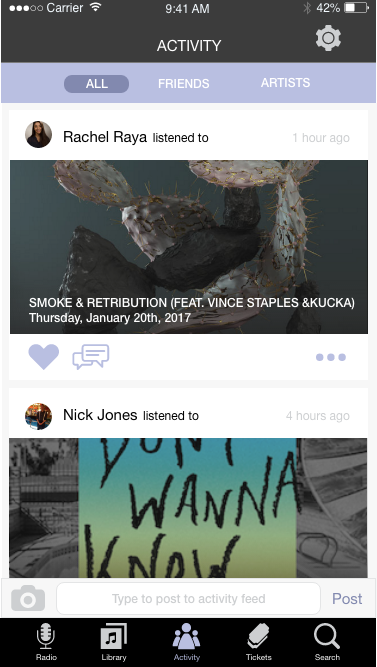 Carrier 9:41 AM 42%
ACTIVITY
ALL FRIENDS ARTISTS
Rachel Raya listened to 1 hour ago
SMOKE & RETRIBUTION (FEAT. VINCE STAPLES &KUCKA)
Thursday, January 20th, 2017
Nick Jones listened to 4 hours ago
DON'T
WANNA
KNOW
Type to post to activity feed Post
Radio Library Activity Tickets Search